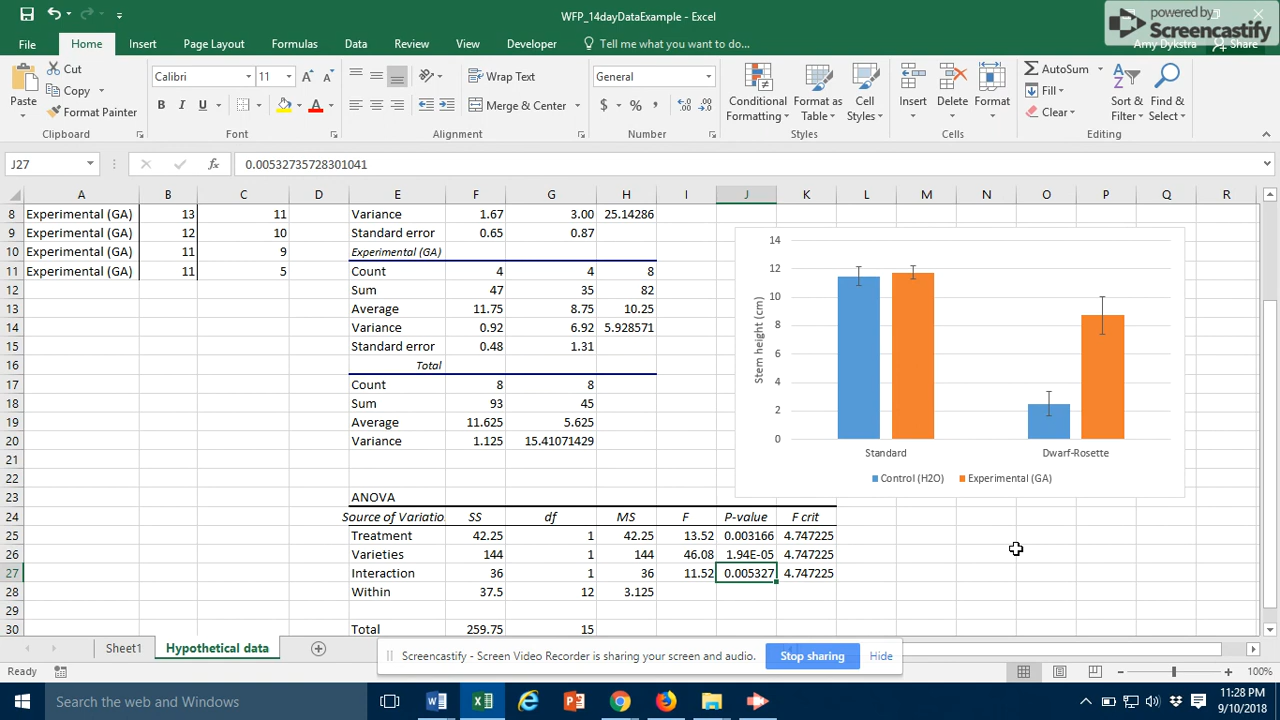 WFP_14dayDataExample - Excel
powered by
Screencastify
File Home Insert Page Layout Formulas Data Review View Developer Tell me what you want to do... Amy Dykstra Share
Paste Cut Copy Format Painter
Calibri 11 A A B I U A
Wrap Text Merge & Center
General $ % ,
Conditional Formatting Format as Table Cell Styles
Insert Delete Format
AutoSum Fill Clear Sort & Filter Find & Select
Clipboard Font Alignment Number Styles Cells Editing
J27 fx 0.00532735728301041
A B C D E F G H I J K L M N O P Q R
8 Experimental (GA) 13 11 Variance 1.67 3.00 25.14286
9 Experimental (GA) 12 10 Standard error 0.65 0.87
10 Experimental (GA) 11 9 Experimental (GA)
11 Experimental (GA) 11 5 Count 4 4 8
12 Sum 47 35 82
13 Average 11.75 8.75 10.25
14 Variance 0.92 6.92 5.928571
15 Standard error 0.48 1.31
16 Total
17 Count 8 8
18 Sum 93 45
19 Average 11.625 5.625
20 Variance 1.125 15.41071429
21
22
23 ANOVA
24 Source of Variatio SS df MS F P-value F crit
25 Treatment 42.25 1 42.25 13.52 0.003166 4.747225
26 Varieties 144 1 144 46.08 1.94E-05 4.747225
27 Interaction 36 1 36 11.52 0.005327 4.747225
28 Within 37.5 12 3.125
29
30 Total 259.75 15
Stem height (cm)
14
12
10
8
6
4
2
0
Standard Dwarf-Rosette
Control (H2O) Experimental (GA)
Sheet1 Hypothetical data
Screencastify - Screen Video Recorder is sharing your screen and audio. Stop sharing Hide
Ready 100%
Search the web and Windows
11:28 PM
9/10/2018